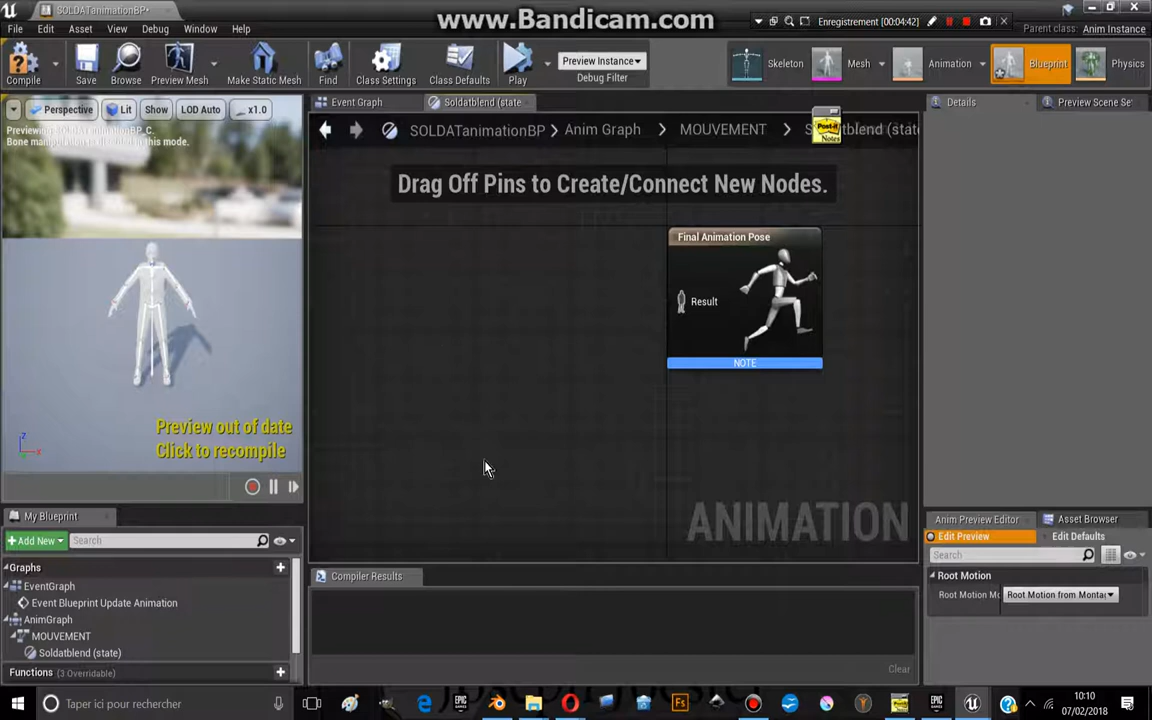 SOLDATanimationBP*
www.Bandicam.com
Enregistrement (00:04:42)
File Edit Asset View Debug Window Help
Parent class: Anim Instance
Compile Save Browse Preview Mesh Make Static Mesh Find Class Settings Class Defaults Play
Preview Instance
Debug Filter
Skeleton Mesh Animation Blueprint Physics
Perspective Lit Show LOD Auto x1.0
Event Graph Soldatblend (state
Details Preview Scene Se
SOLDATanimationBP > Anim Graph > MOUVEMENT >
Post-it
Notes
Bone manipulation is
in this mode.
Drag Off Pins to Create/Connect New Nodes.
Final Animation Pose
Result
NOTE
Preview out of date
Click to recompile
ANIMATION
My Blueprint
Add New Search
Graphs
EventGraph
Event Blueprint Update Animation
AnimGraph
MOUVEMENT
Soldatblend (state)
Functions (3 Overridable)
Compiler Results
Clear
Anim Preview Editor Asset Browser
Edit Preview Edit Defaults
Search
Root Motion
Root Motion Mo Root Motion from Monta
Taper ici pour rechercher
10:10
07/02/2018